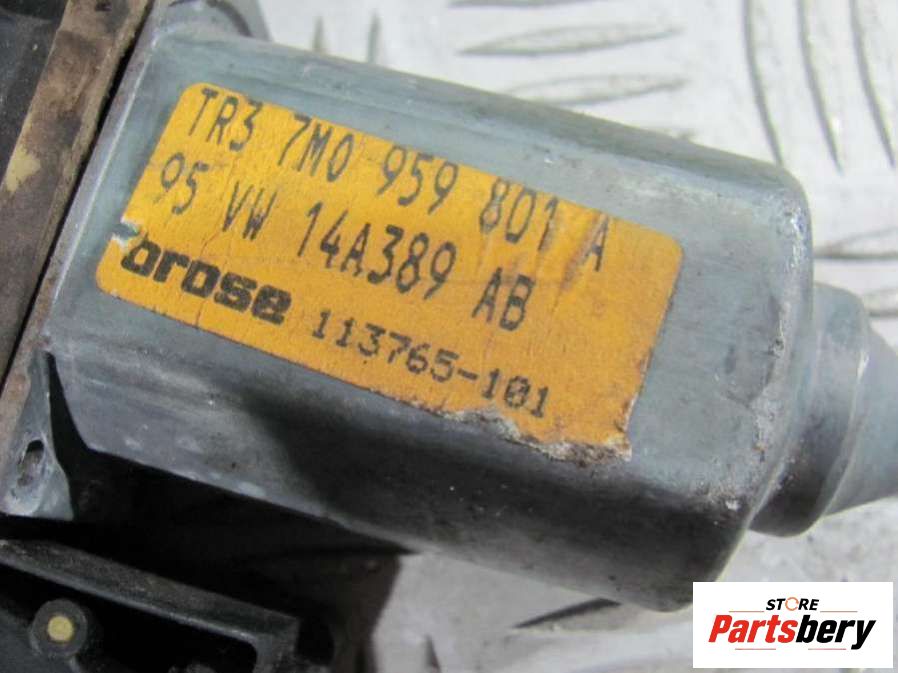 TR3 7M0 959 801 A
95 VW 14A389 AB
brose 113765-101
STORE
Partsbery